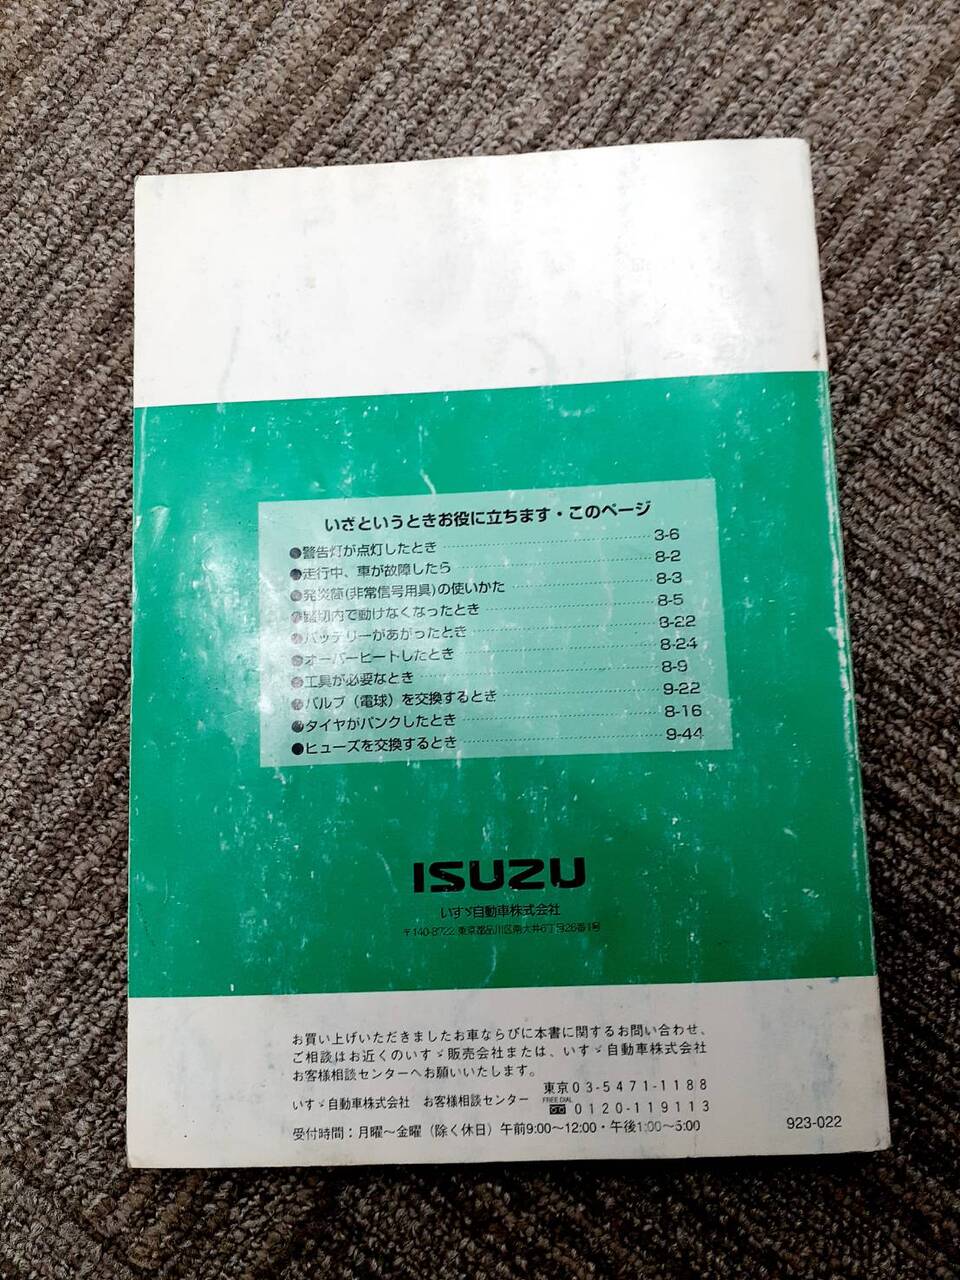 いざというときお役に立ちます・このページ
●警告灯が点灯したとき 3-6
●走行中、車が故障したら 8-2
●発炎筒(非常信号用具)の使いかた 8-3
●踏切内で動けなくなったとき 8-5
●バッテリーがあがったとき 8-22
●オーバーヒートしたとき 8-24
●工具が必要なとき 8-9
●バルブ（電球）を交換するとき 9-22
●タイヤがパンクしたとき 8-16
●ヒューズを交換するとき 9-44
ISUZU
いすゞ自動車株式会社
〒140-8722 東京都品川区南大井6丁目26番1号
お買い上げいただきましたお車ならびに本書に関するお問い合わせ、
ご相談はお近くのいすゞ販売会社または、いすゞ自動車株式会社
お客様相談センターへお願いいたします。
東京03-5471-1188
いすゞ自動車株式会社 お客様相談センター FREE DIAL 0120-119113
受付時間：月曜〜金曜（除く休日）午前9:00〜12:00・午後1:00〜5:00
923-022